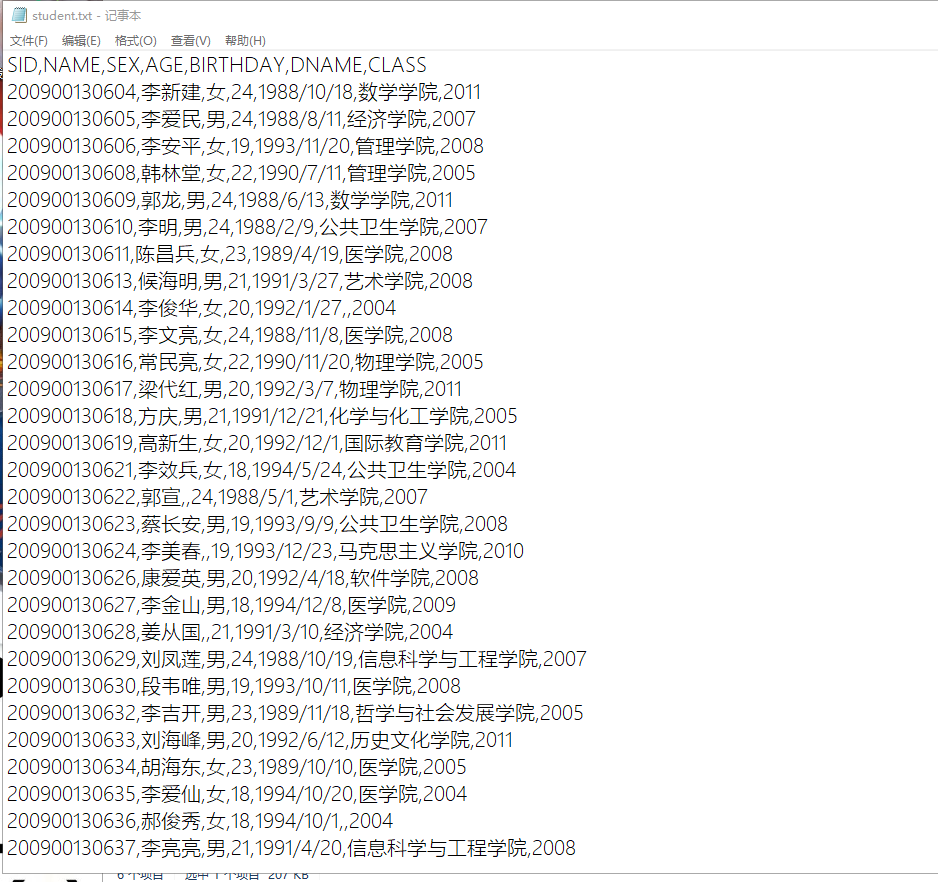 student.txt - 记事本
文件(F) 编辑(E) 格式(O) 查看(V) 帮助(H)
SID,NAME,SEX,AGE,BIRTHDAY,DNAME,CLASS
200900130604,李新建,女,24,1988/10/18,数学学院,2011
200900130605,李爱民,男,24,1988/8/11,经济学院,2007
200900130606,李安平,女,19,1993/11/20,管理学院,2008
200900130608,韩林堂,女,22,1990/7/11,管理学院,2005
200900130609,郭龙,男,24,1988/6/13,数学学院,2011
200900130610,李明,男,24,1988/2/9,公共卫生学院,2007
200900130611,陈昌兵,女,23,1989/4/19,医学院,2008
200900130613,候海明,男,21,1991/3/27,艺术学院,2008
200900130614,李俊华,女,20,1992/1/27,,2004
200900130615,李文亮,女,24,1988/11/8,医学院,2008
200900130616,常民亮,女,22,1990/11/20,物理学院,2005
200900130617,梁代红,男,20,1992/3/7,物理学院,2011
200900130618,方庆,男,21,1991/12/21,化学与化工学院,2005
200900130619,高新生,女,20,1992/12/1,国际教育学院,2011
200900130621,李效兵,女,18,1994/5/24,公共卫生学院,2004
200900130622,郭宣,,24,1988/5/1,艺术学院,2007
200900130623,蔡长安,男,19,1993/9/9,公共卫生学院,2008
200900130624,李美春,,19,1993/12/23,马克思主义学院,2010
200900130626,康爱英,男,20,1992/4/18,软件学院,2008
200900130627,李金山,男,18,1994/12/8,医学院,2009
200900130628,姜从国,,21,1991/3/10,经济学院,2004
200900130629,刘凤莲,男,24,1988/10/19,信息科学与工程学院,2007
200900130630,段韦唯,男,19,1993/10/11,医学院,2008
200900130632,李吉开,男,23,1989/11/18,哲学与社会发展学院,2005
200900130633,刘海峰,男,20,1992/6/12,历史文化学院,2011
200900130634,胡海东,女,23,1989/10/10,医学院,2005
200900130635,李爱仙,女,18,1994/10/20,医学院,2004
200900130636,郝俊秀,女,18,1994/10/1,,2004
200900130637,李亮亮,男,21,1991/4/20,信息科学与工程学院,2008
6 个项目 选中 1 个项目 207 KB